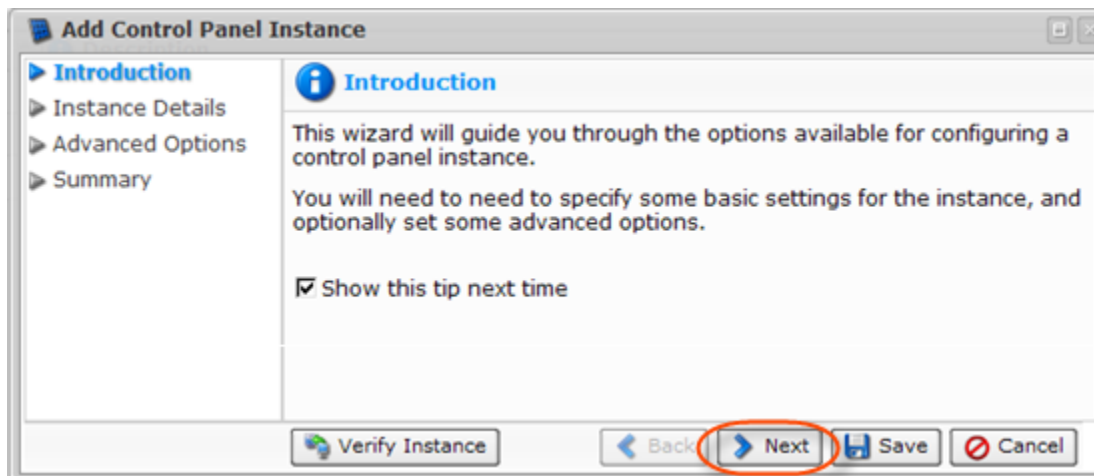 Add Control Panel Instance
Description
Introduction
Instance Details
Advanced Options
Summary
Introduction
This wizard will guide you through the options available for configuring a
control panel instance.
You will need to need to specify some basic settings for the instance, and
optionally set some advanced options.
Show this tip next time
Verify Instance
Back
Next
Save
Cancel